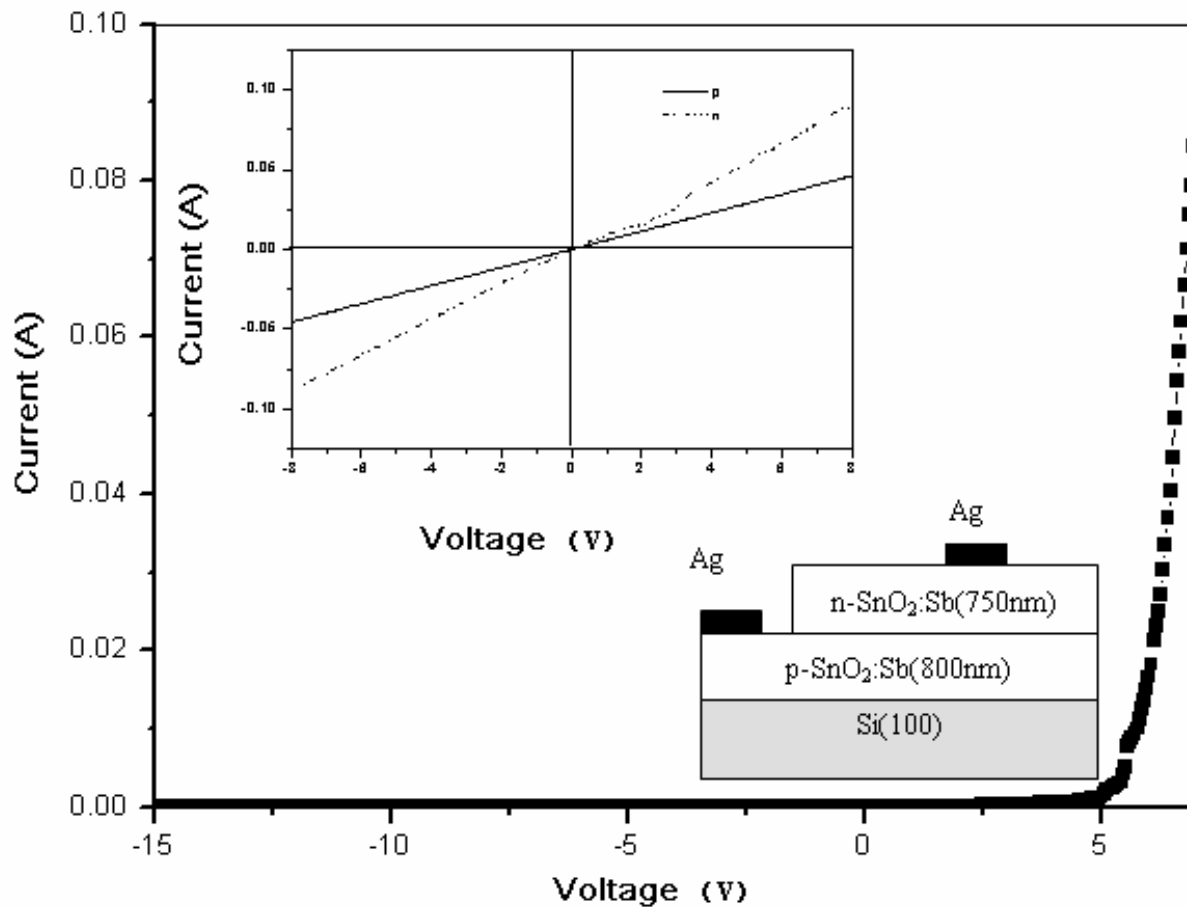 0.10
0.08
0.06
0.04
0.02
0.00
Current (A)
-15
-10
-5
0
5
Voltage (V)
0.10
0.06
0.00
-0.06
-0.10
Current (A)
-8
-6
-4
-2
0
2
4
6
8
Voltage (V)
p
n
Ag
Ag
n-SnO₂:Sb(750nm)
p-SnO₂:Sb(800nm)
Si(100)